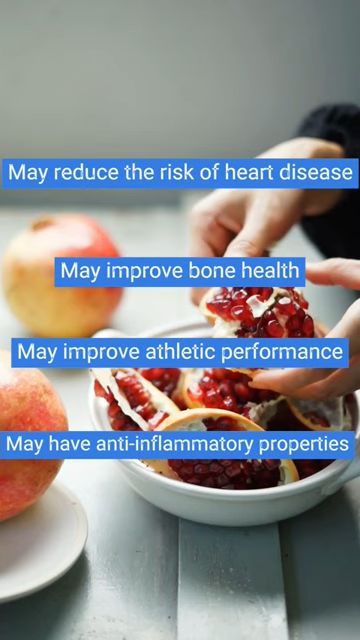 May reduce the risk of heart disease
May improve bone health
May improve athletic performance
May have anti-inflammatory properties